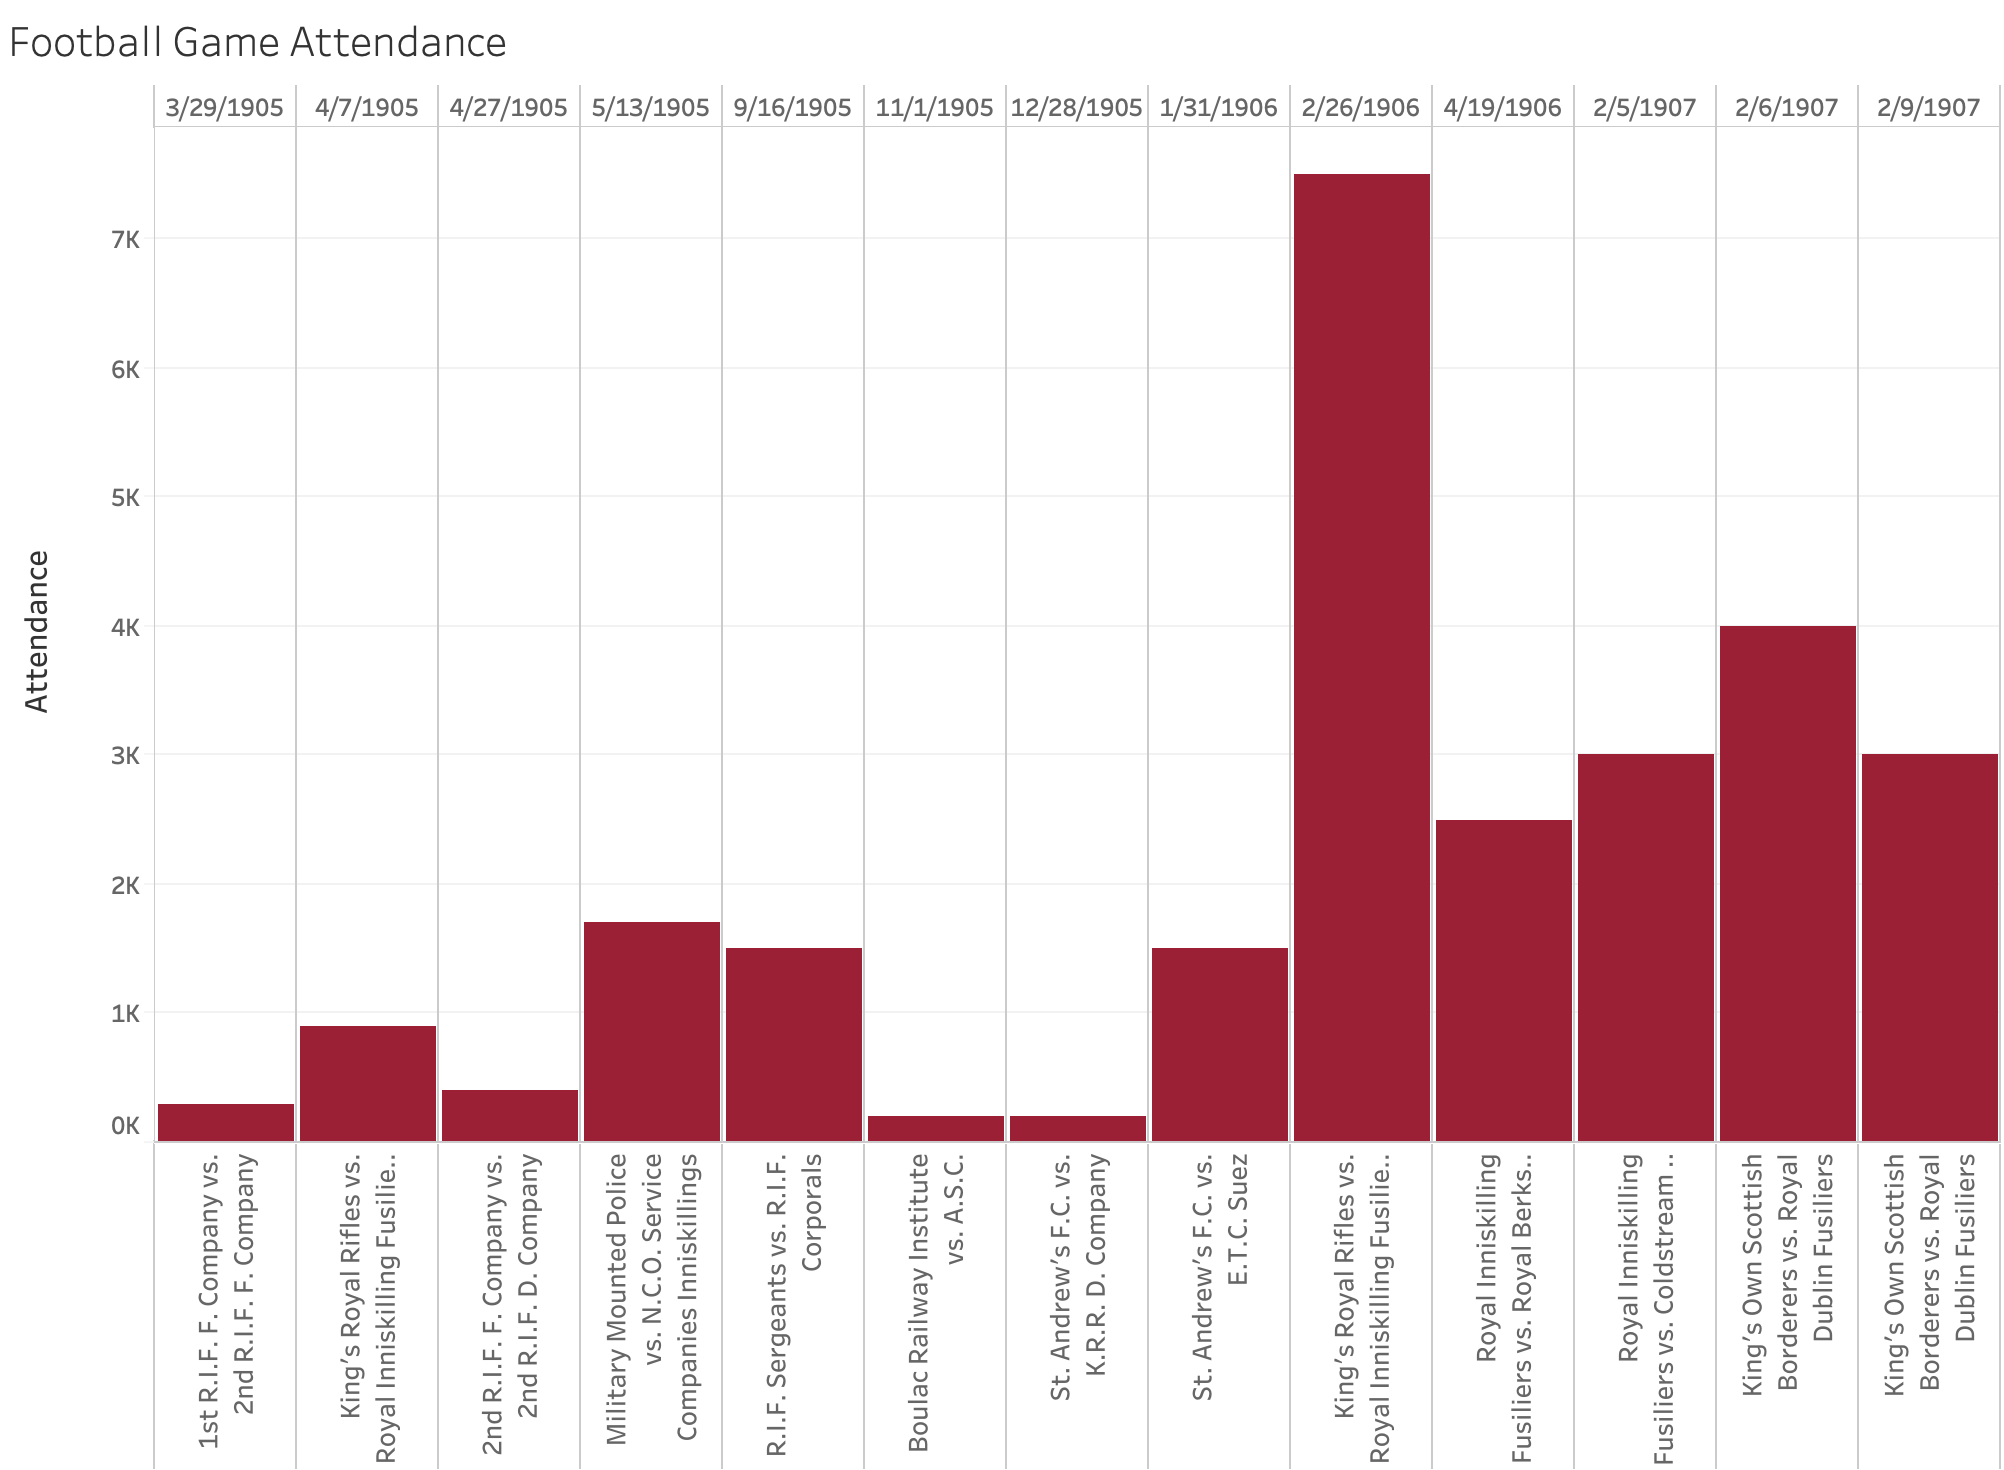 Football Game Attendance
3/29/1905
4/7/1905
4/27/1905
5/13/1905
9/16/1905
11/1/1905
12/28/1905
1/31/1906
2/26/1906
4/19/1906
2/5/1907
2/6/1907
2/9/1907
Attendance
7K
6K
5K
4K
3K
2K
1K
0K
1st R.I.F. F. Company vs.
2nd R.I.F. F. Company
King’s Royal Rifles vs.
Royal Inniskilling Fusilie..
2nd R.I.F. F. Company vs.
2nd R.I.F. D. Company
Military Mounted Police
vs. N.C.O. Service
Companies Inniskillings
R.I.F. Sergeants vs. R.I.F.
Corporals
Boulac Railway Institute
vs. A.S.C.
St. Andrew’s F.C. vs.
K.R.R. D. Company
St. Andrew’s F.C. vs.
E.T.C. Suez
King’s Royal Rifles vs.
Royal Inniskilling Fusilie..
Royal Inniskilling
Fusiliers vs. Royal Berks..
Royal Inniskilling
Fusiliers vs. Coldstream ..
King’s Own Scottish
Borderers vs. Royal
Dublin Fusiliers
King’s Own Scottish
Borderers vs. Royal
Dublin Fusiliers